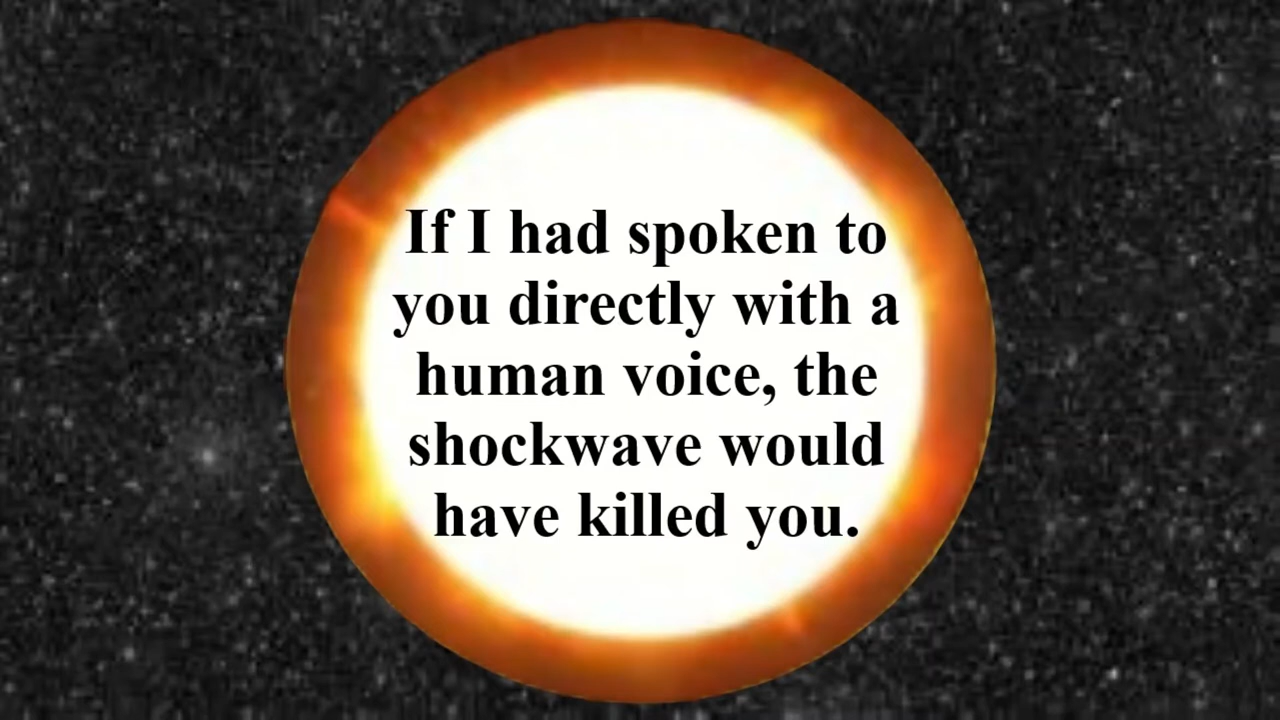 If I had spoken to
you directly with a
human voice, the
shockwave would
have killed you.